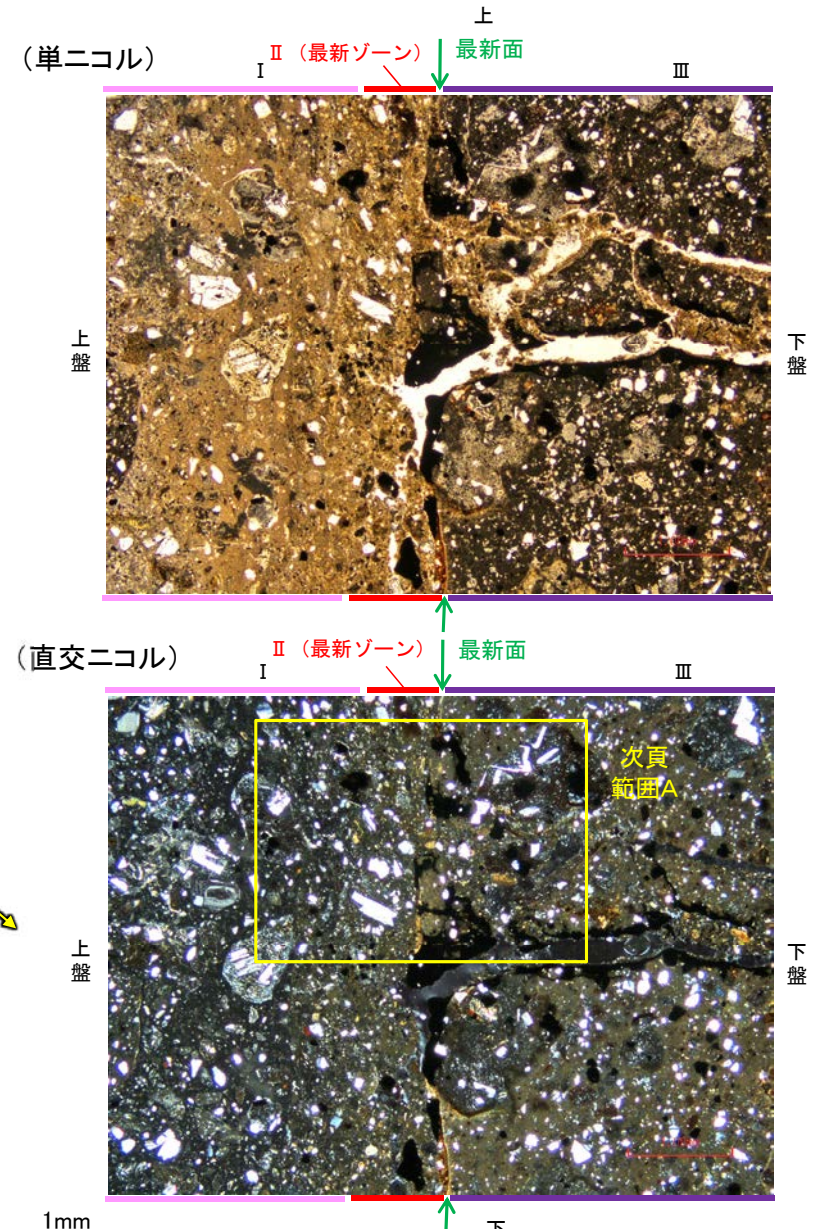 上
（単ニコル）
Ⅱ（最新ゾーン）
最新面
Ⅰ
Ⅲ
上盤
下盤
（直交ニコル）
Ⅱ（最新ゾーン）
最新面
Ⅰ
Ⅲ
次頁
範囲A
上盤
下盤
1mm
下